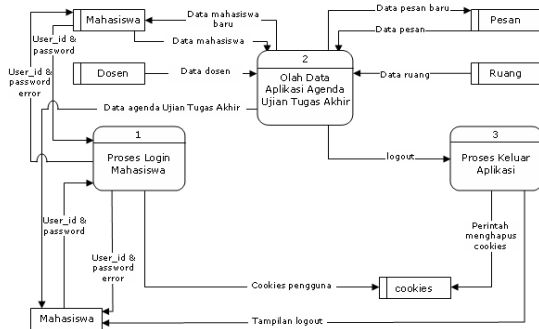 Mahasiswa
Data mahasiswa
baru
Data pesan baru
Pesan
User_id &
password
Data mahasiswa
Data pesan
User_id &
password
error
Dosen
Data dosen
2
Olah Data
Aplikasi Agenda
Ujian Tugas Akhir
Data ruang
Ruang
Data agenda Ujian Tugas Akhir
1
Proses Login
Mahasiswa
logout
3
Proses Keluar
Aplikasi
User_id &
password
User_id &
password
error
Perintah
menghapus
cookies
Cookies pengguna
cookies
Mahasiswa
Tampilan logout